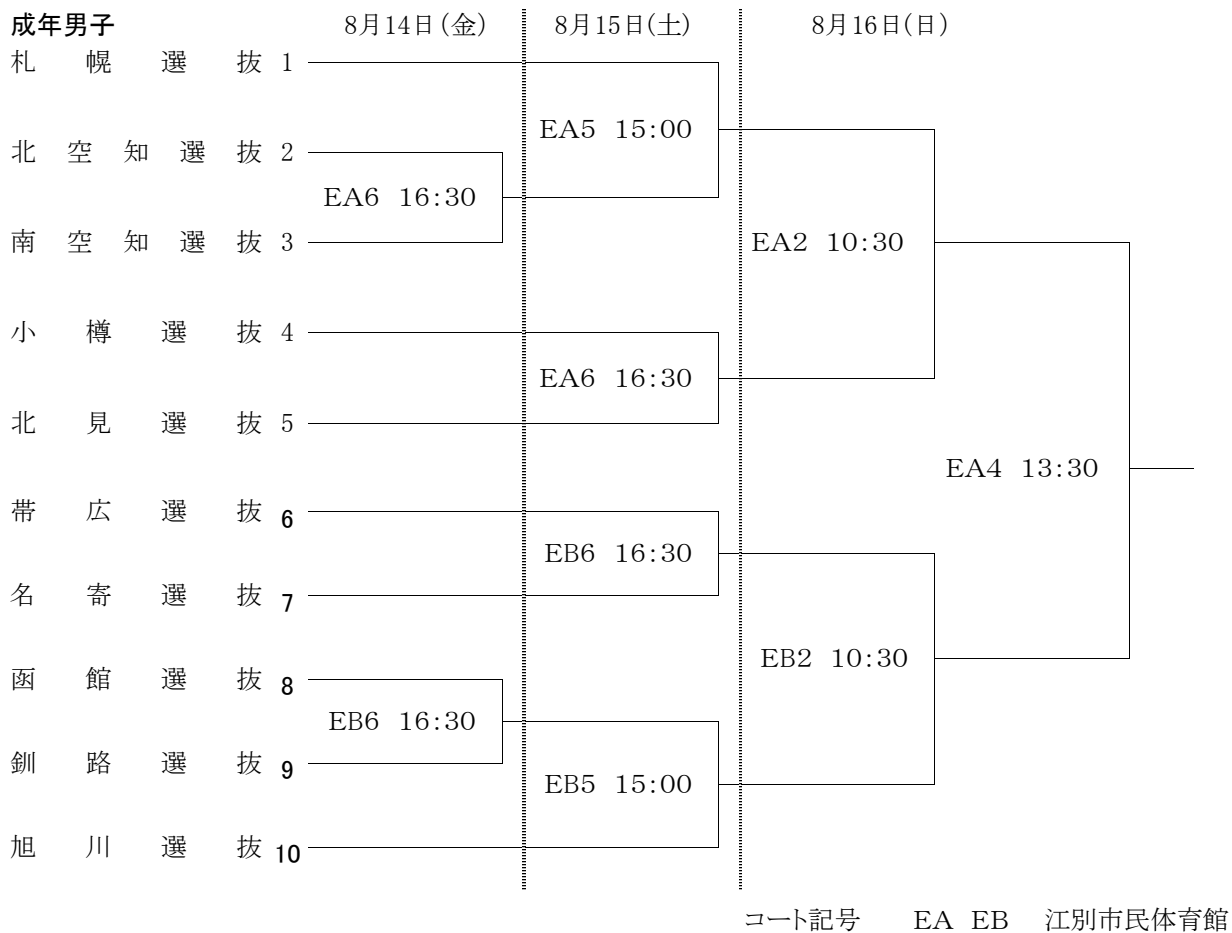 成年男子 8月14日(金) 8月15日(土) 8月16日(日)
札幌選抜 1
EA5 15:00
北空知選抜 2
EA6 16:30
南空知選抜 3
EA2 10:30
小樽選抜 4
EA6 16:30
北見選抜 5
EA4 13:30
帯広選抜 6
EB6 16:30
名寄選抜 7
EB2 10:30
函館選抜 8
EB6 16:30
釧路選抜 9
EB5 15:00
旭川選抜 10
コート記号 EA EB 江別市民体育館